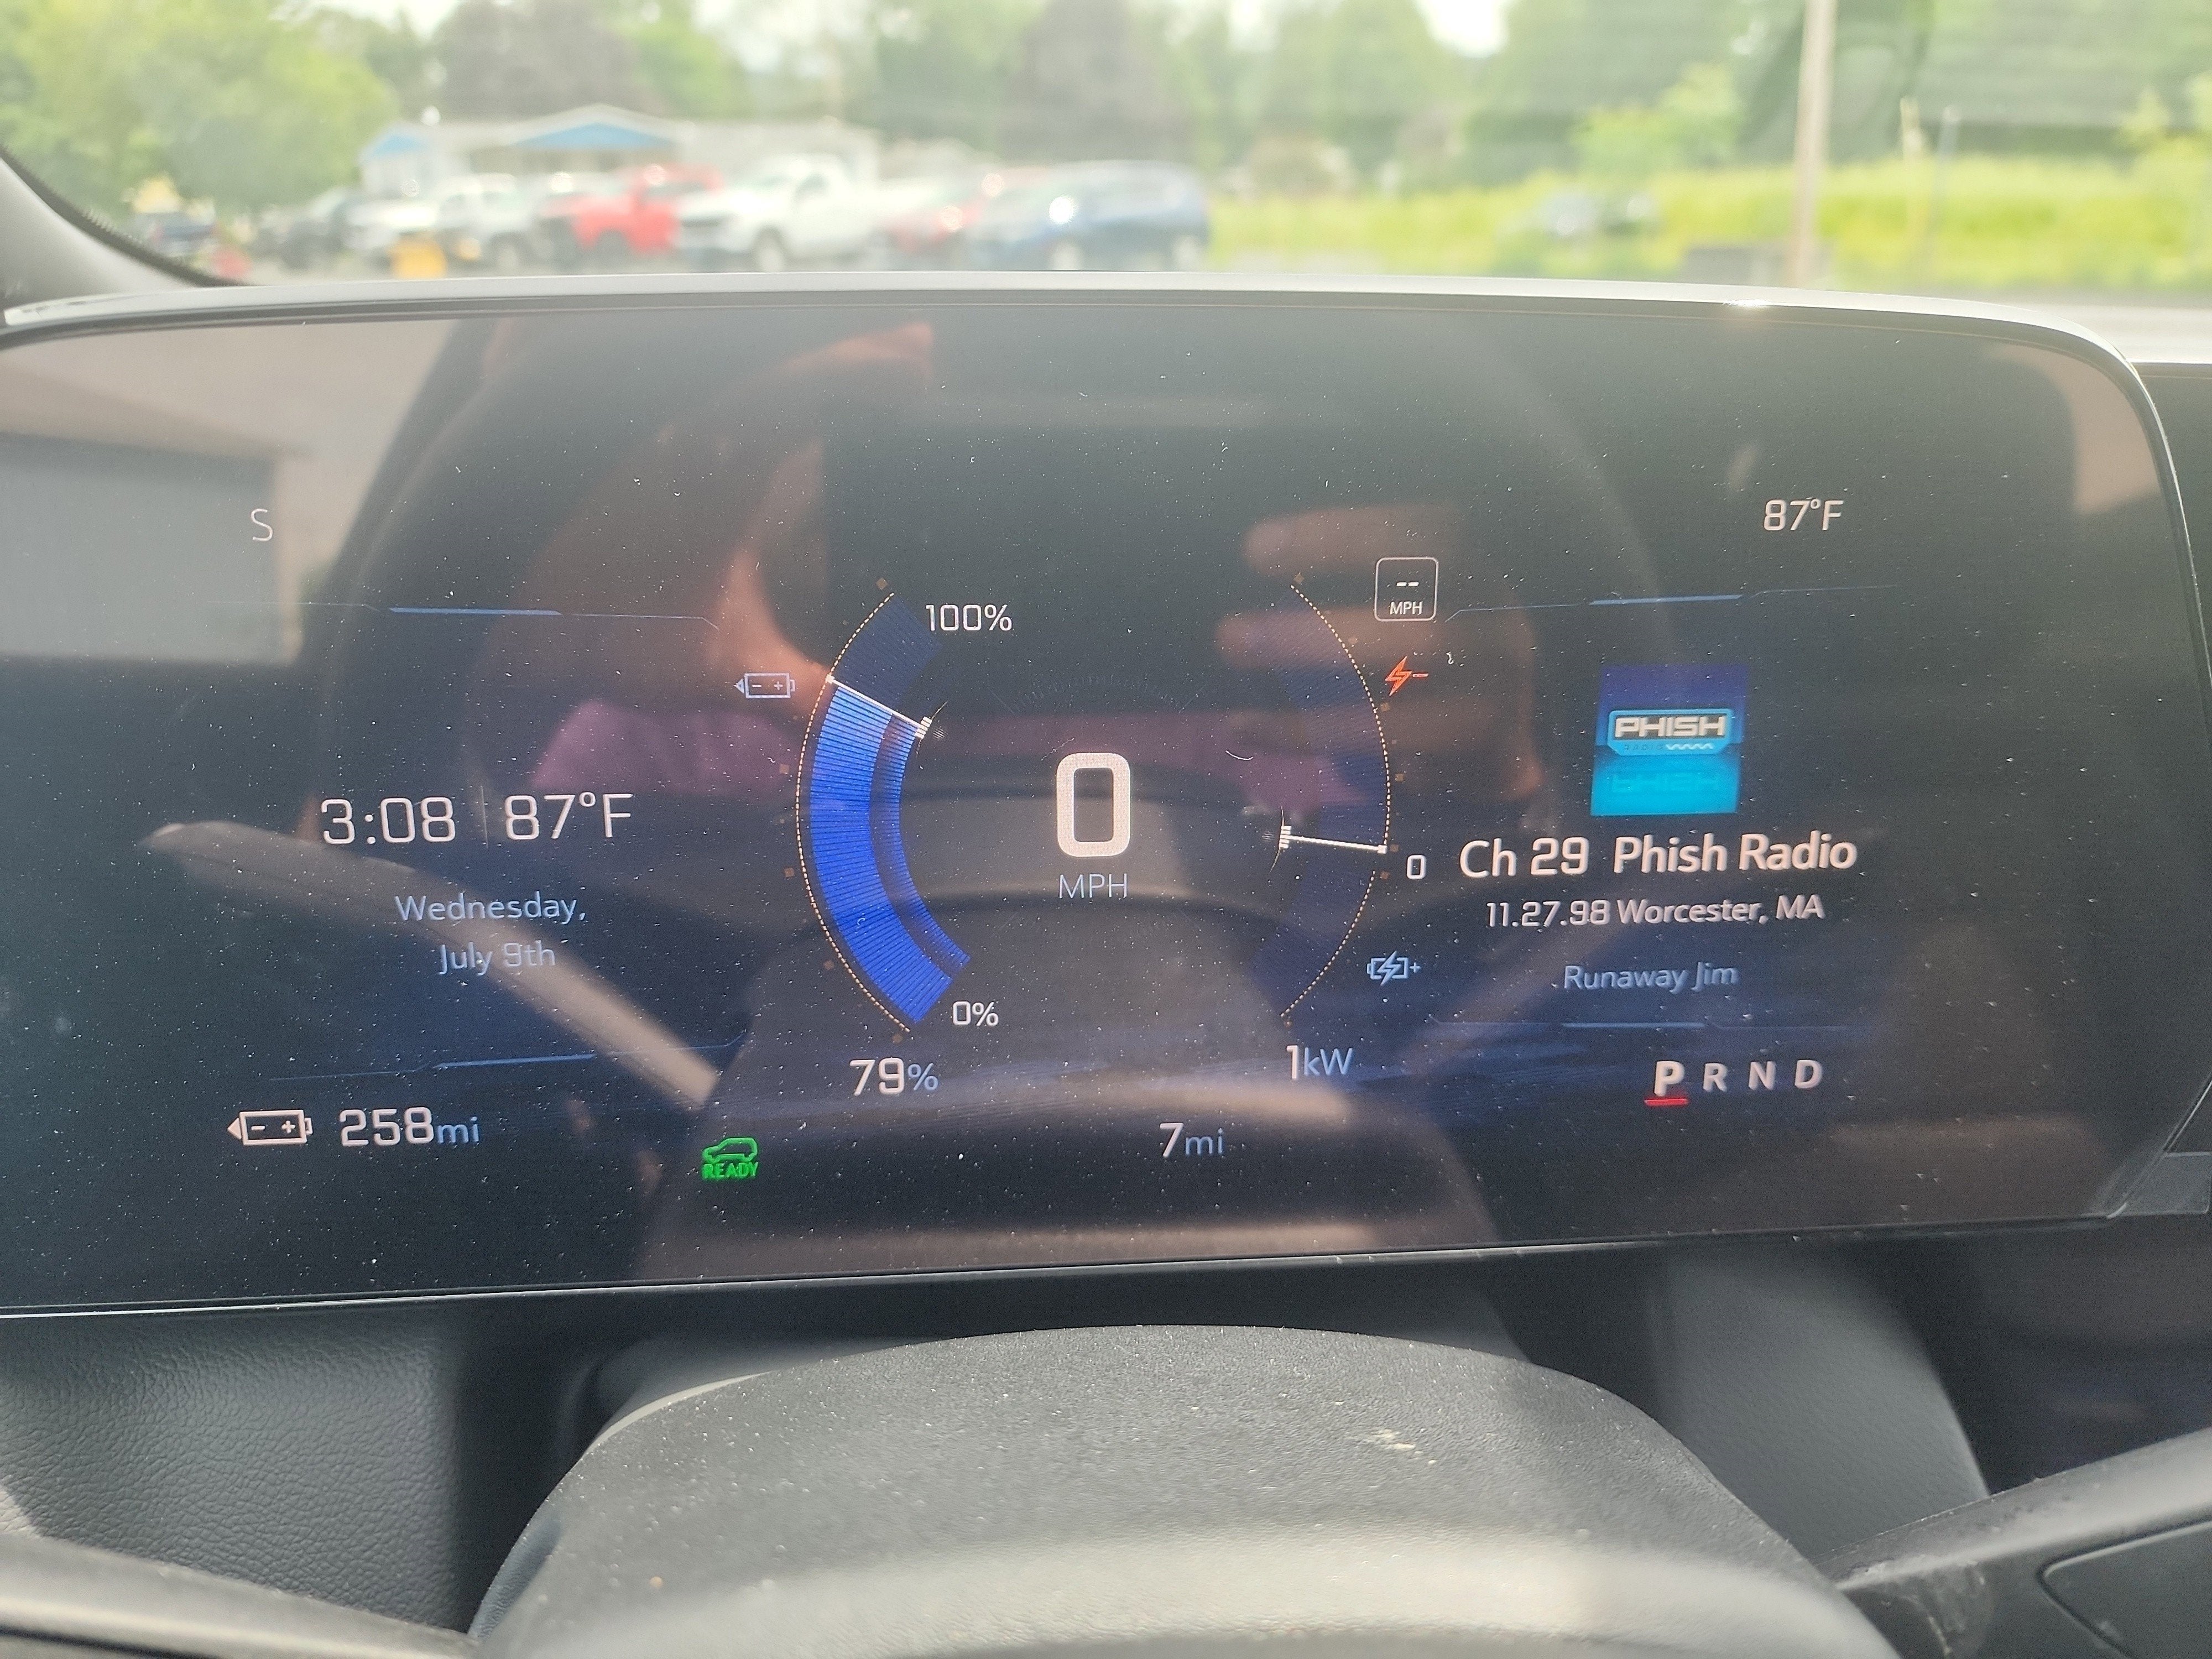 S
87°F
100%
--
MPH
PHISH
RADIO
3:08 87°F
0
MPH
0
Ch 29 Phish Radio
11.27.98 Worcester, MA
Wednesday,
July 9th
Runaway Jim
0%
79%
1kW
P R N D
258mi
7mi
READY